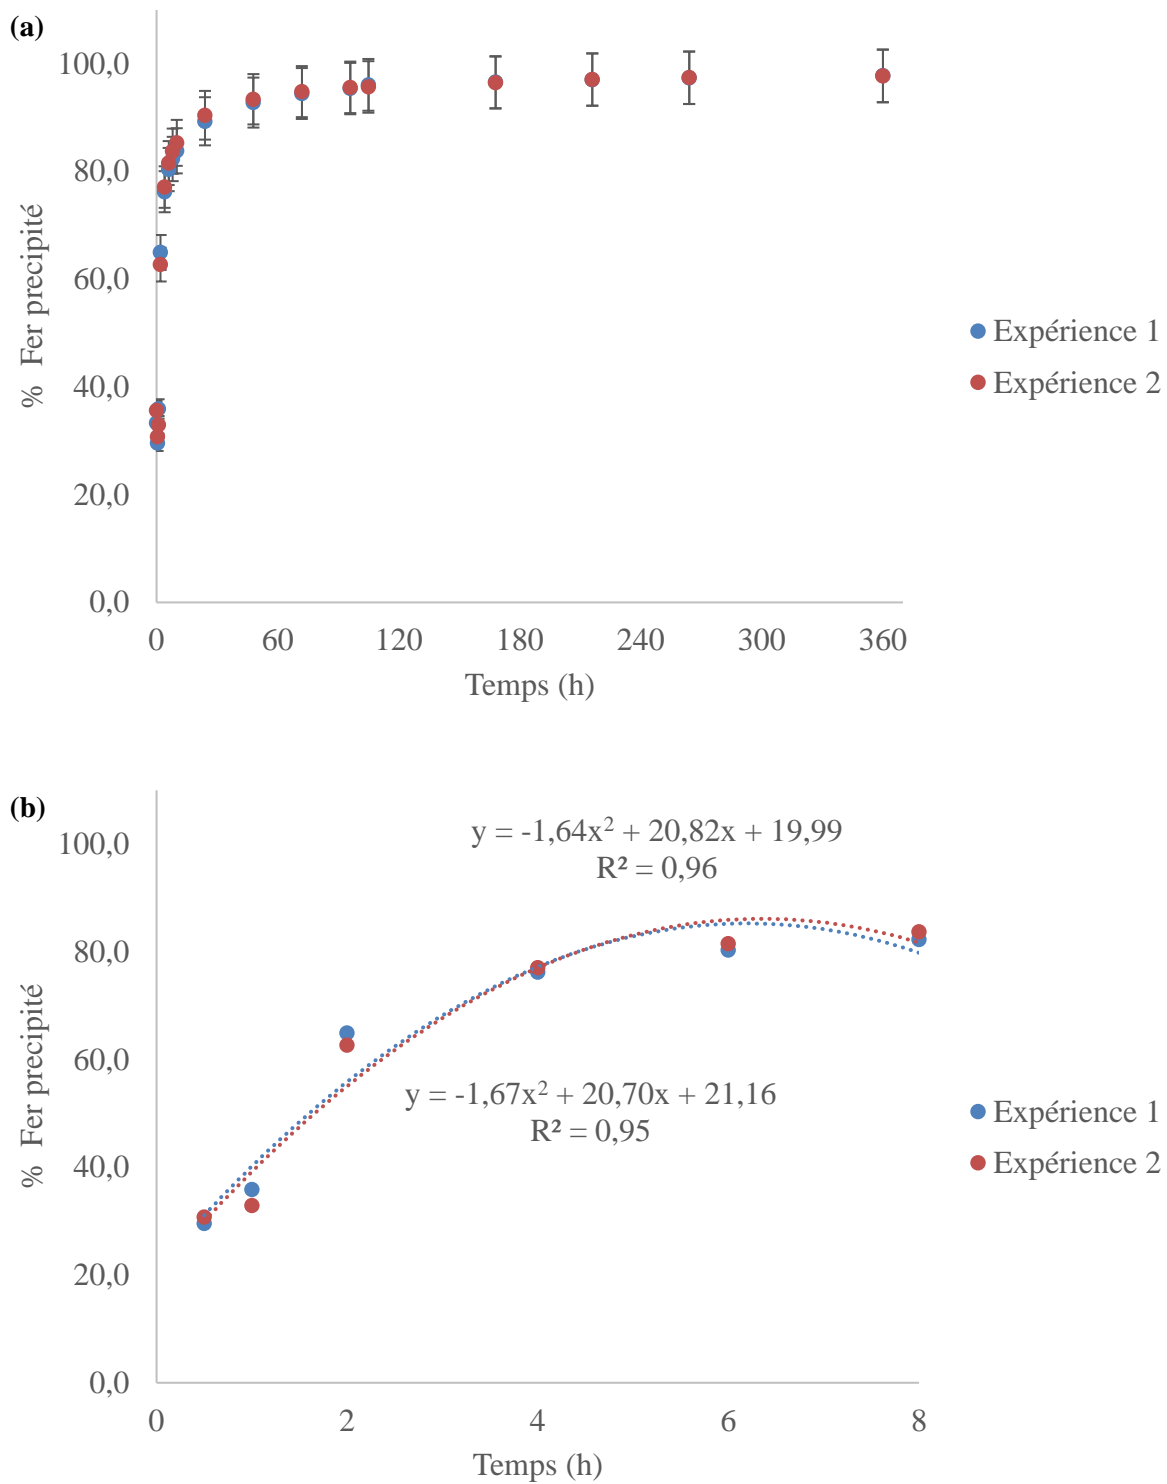 (a)
100,0
80,0
60,0
40,0
20,0
0,0
% Fer precipité
0 60 120 180 240 300 360
Temps (h)
Expérience 1
Expérience 2
(b)
100,0
80,0
60,0
40,0
20,0
0,0
% Fer precipité
y = -1,64x² + 20,82x + 19,99
R² = 0,96
y = -1,67x² + 20,70x + 21,16
R² = 0,95
0 2 4 6 8
Temps (h)
Expérience 1
Expérience 2